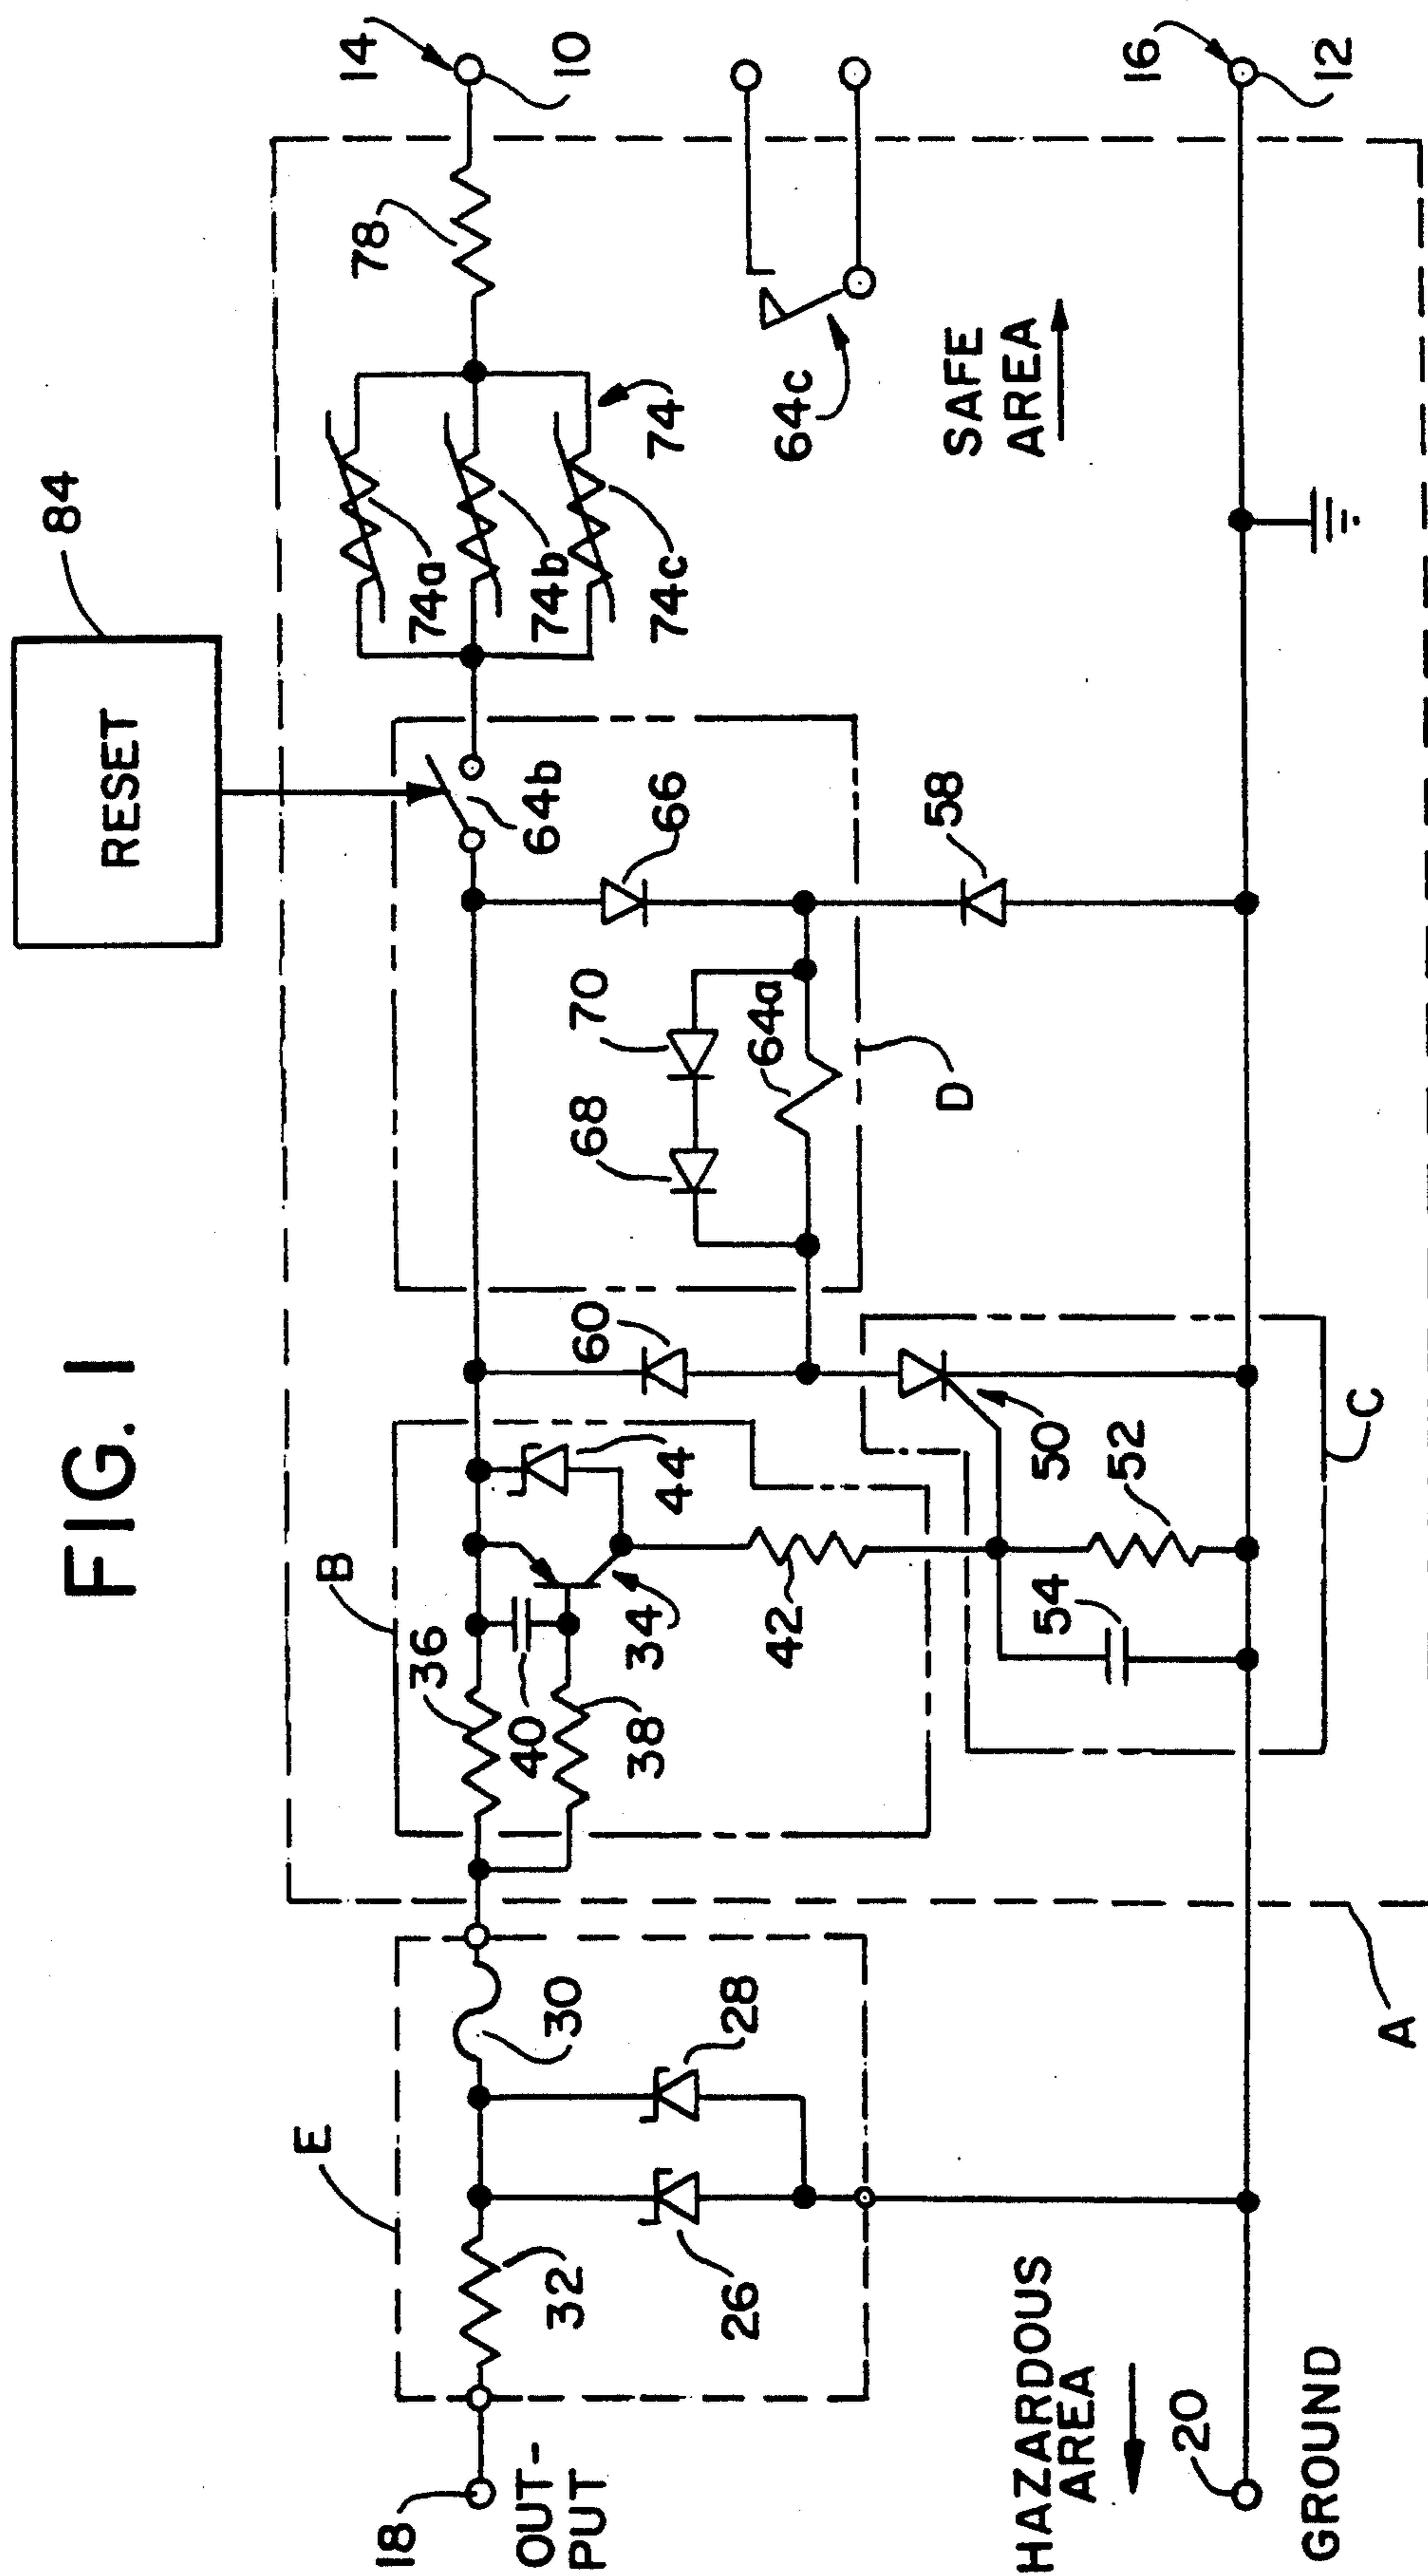 FIG. 1
RESET
84
14
10
78
74
74a
74b
74c
64c
SAFE
AREA
16
12
64b
66
58
70
68
64a
D
60
44
B
36
40
38
34
42
50
52
54
C
E
30
28
26
32
A
18
OUT-
PUT
HAZARDOUS
AREA
20
GROUND